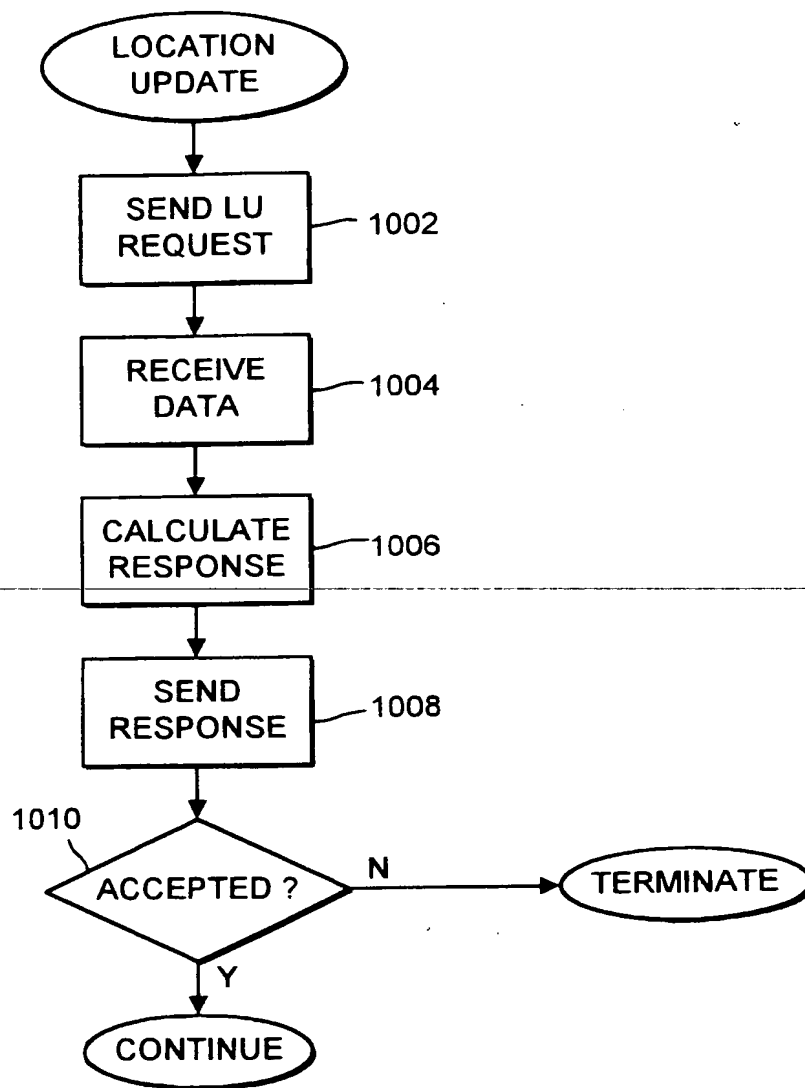 LOCATION
UPDATE
SEND LU
REQUEST
1002
RECEIVE
DATA
1004
CALCULATE
RESPONSE
1006
SEND
RESPONSE
1008
1010
ACCEPTED ?
N
TERMINATE
Y
CONTINUE